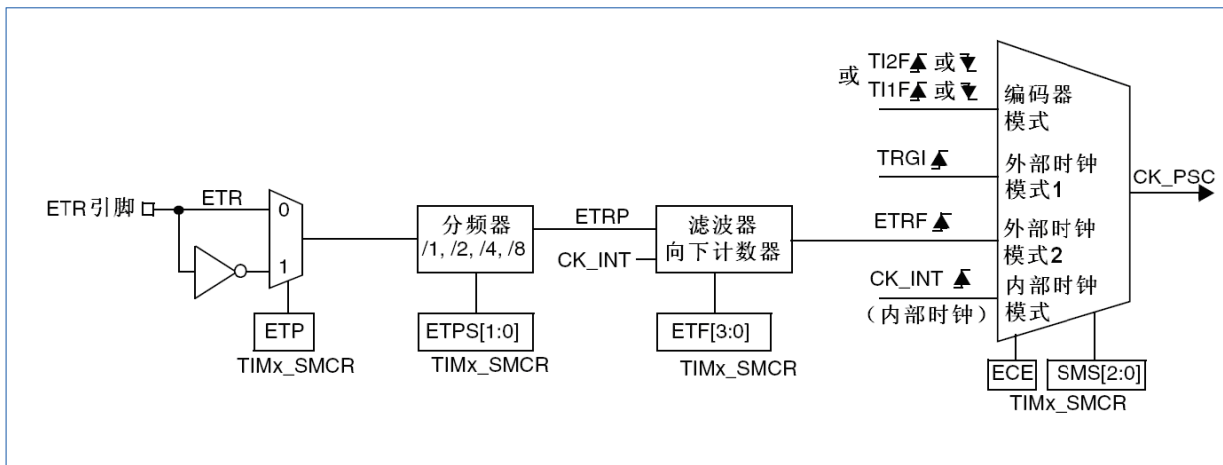 ETR引脚
ETR
0
1
ETP
TIMx_SMCR
分频器
/1, /2, /4, /8
ETPS[1:0]
TIMx_SMCR
ETRP
CK_INT
滤波器
向下计数器
ETF[3:0]
TIMx_SMCR
或
TI2F 或
TI1F 或
编码器
模式
TRGI
外部时钟
模式1
ETRF
外部时钟
模式2
CK_INT
（内部时钟）
内部时钟
模式
CK_PSC
ECE
SMS[2:0]
TIMx_SMCR